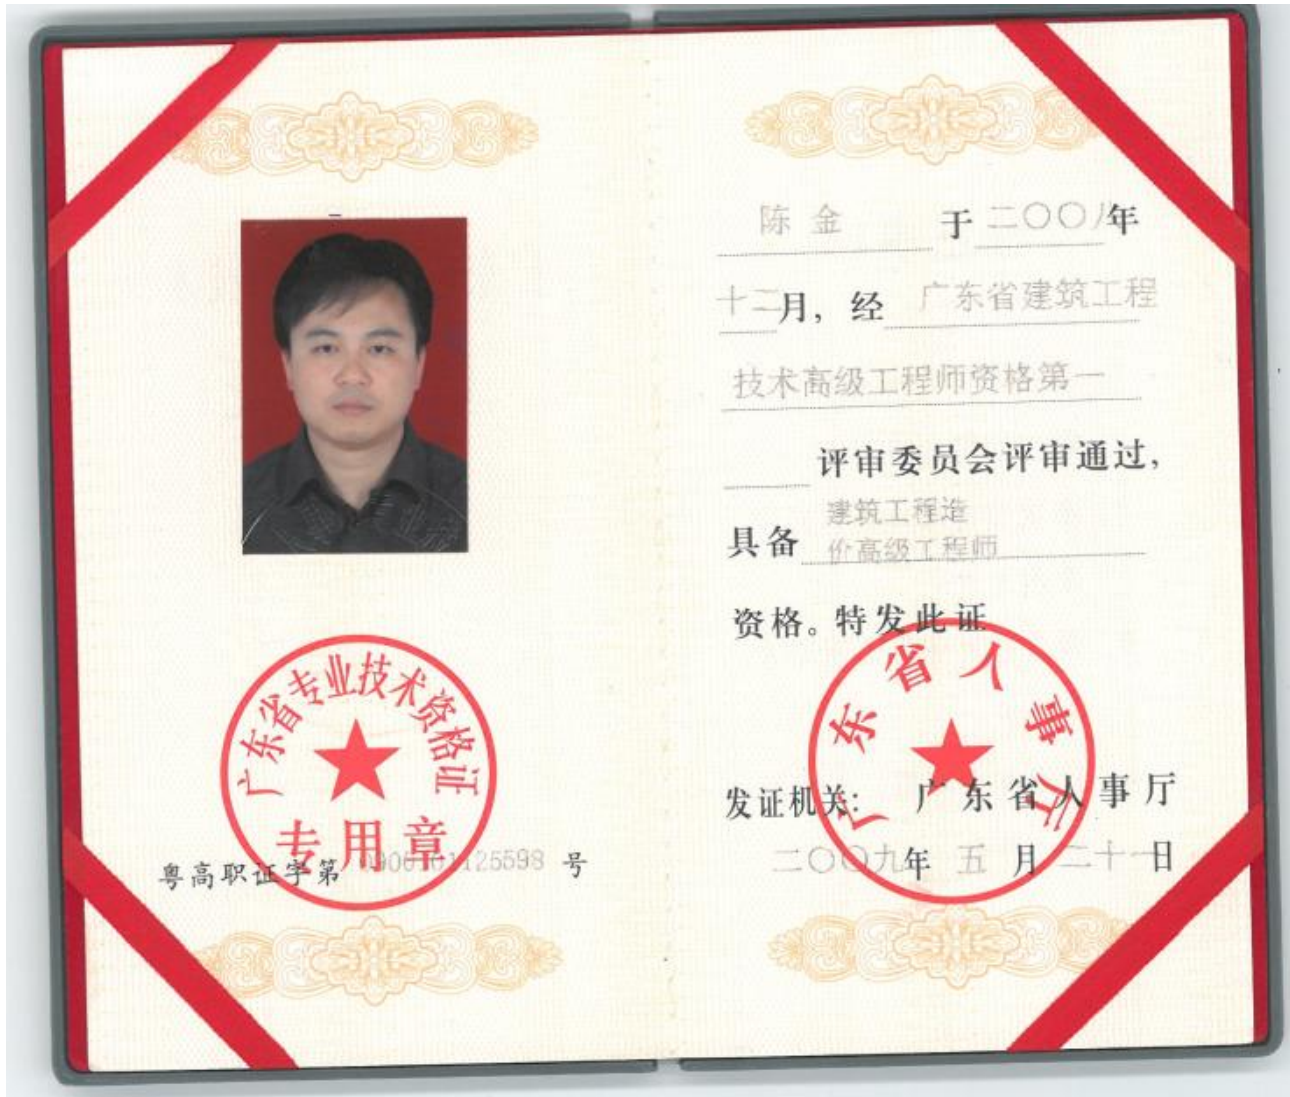 广东省专业技术资格证
专用章
粤高职证字第 号
陈金 于 二〇〇八年
十二月，经 广东省建筑工程
技术高级工程师资格第一
评审委员会评审通过，
具备 建筑工程造
价高级工程师
资格。特发此证
广东省人事厅
发证机关：广东省人事厅
二〇〇九年 五 月 二十一日